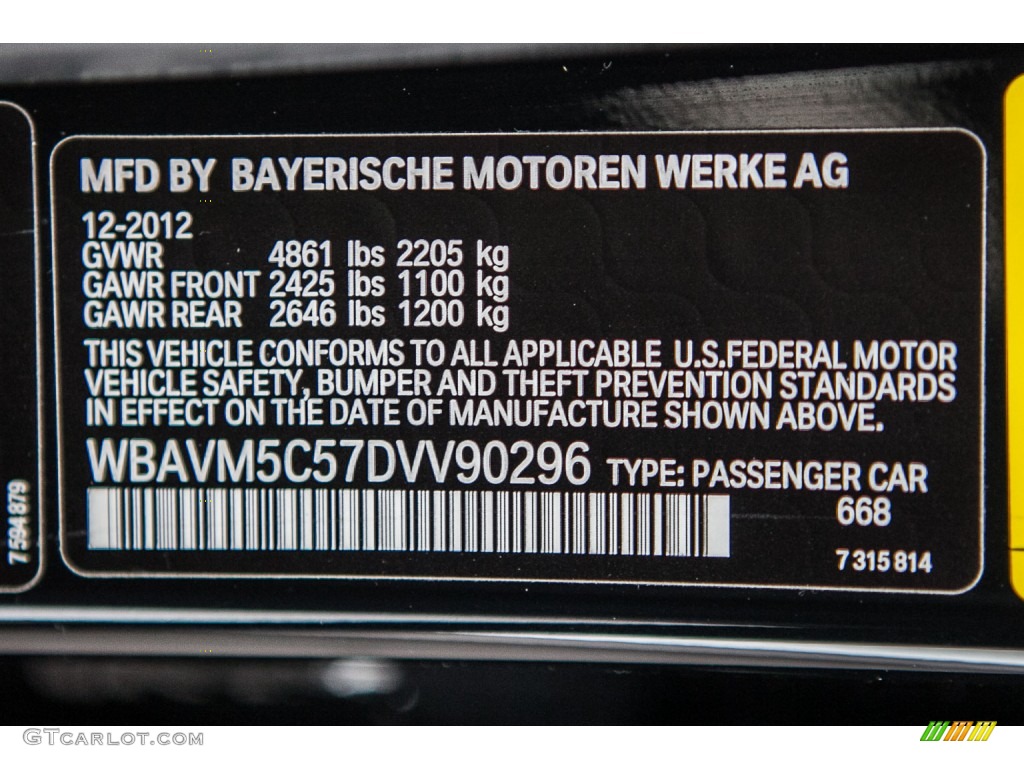 MFD BY BAYERISCHE MOTOREN WERKE AG
12-2012
GVWR 4861 lbs 2205 kg
GAWR FRONT 2425 lbs 1100 kg
GAWR REAR 2646 lbs 1200 kg
THIS VEHICLE CONFORMS TO ALL APPLICABLE U.S.FEDERAL MOTOR
VEHICLE SAFETY, BUMPER AND THEFT PREVENTION STANDARDS
IN EFFECT ON THE DATE OF MANUFACTURE SHOWN ABOVE.
WBAVM5C57DVV90296 TYPE: PASSENGER CAR
668
7315814
7594879
GTCarlot.com